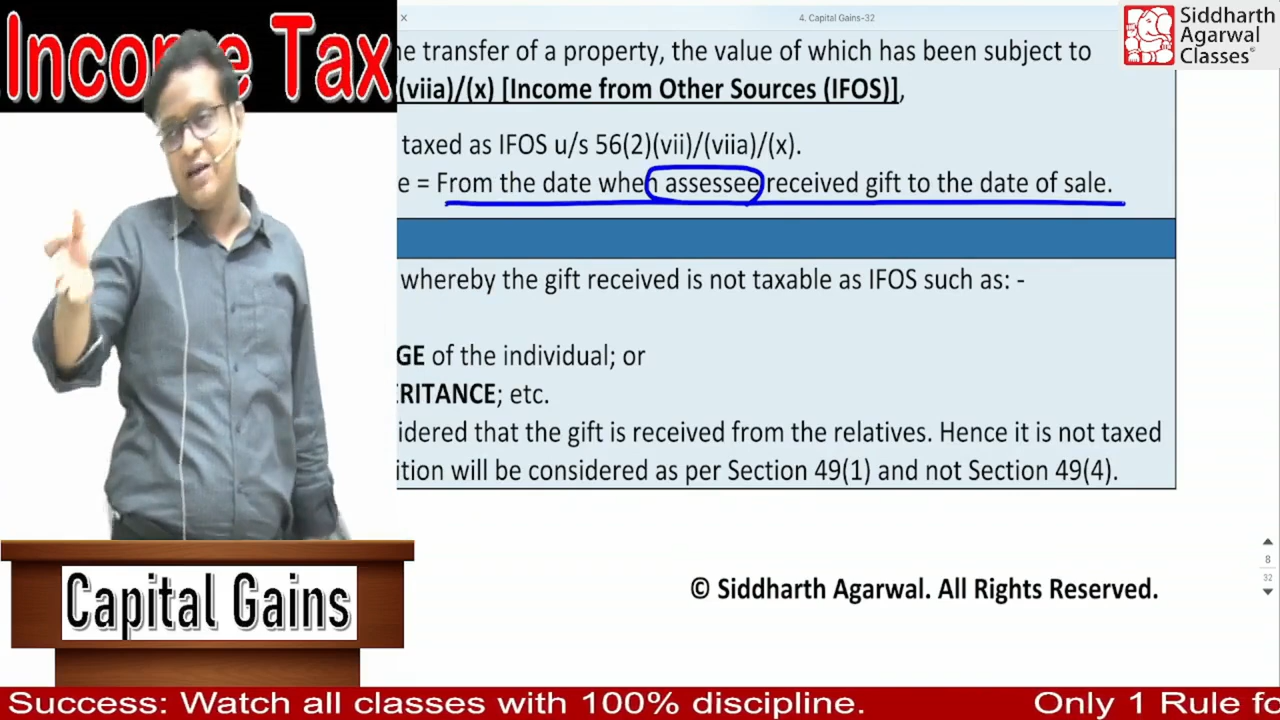 Income Tax
4. Capital Gains-32
Siddharth
Agarwal
Classes
he transfer of a property, the value of which has been subject to
(viia)/(x) [Income from Other Sources (IFOS)],
taxed as IFOS u/s 56(2)(vii)/(viia)/(x).
e = From the date when assessee received gift to the date of sale.
whereby the gift received is not taxable as IFOS such as: -
GE of the individual; or
ERITANCE; etc.
idered that the gift is received from the relatives. Hence it is not taxed
ition will be considered as per Section 49(1) and not Section 49(4).
8
32
© Siddharth Agarwal. All Rights Reserved.
Capital Gains
Success: Watch all classes with 100% discipline.
Only 1 Rule fo